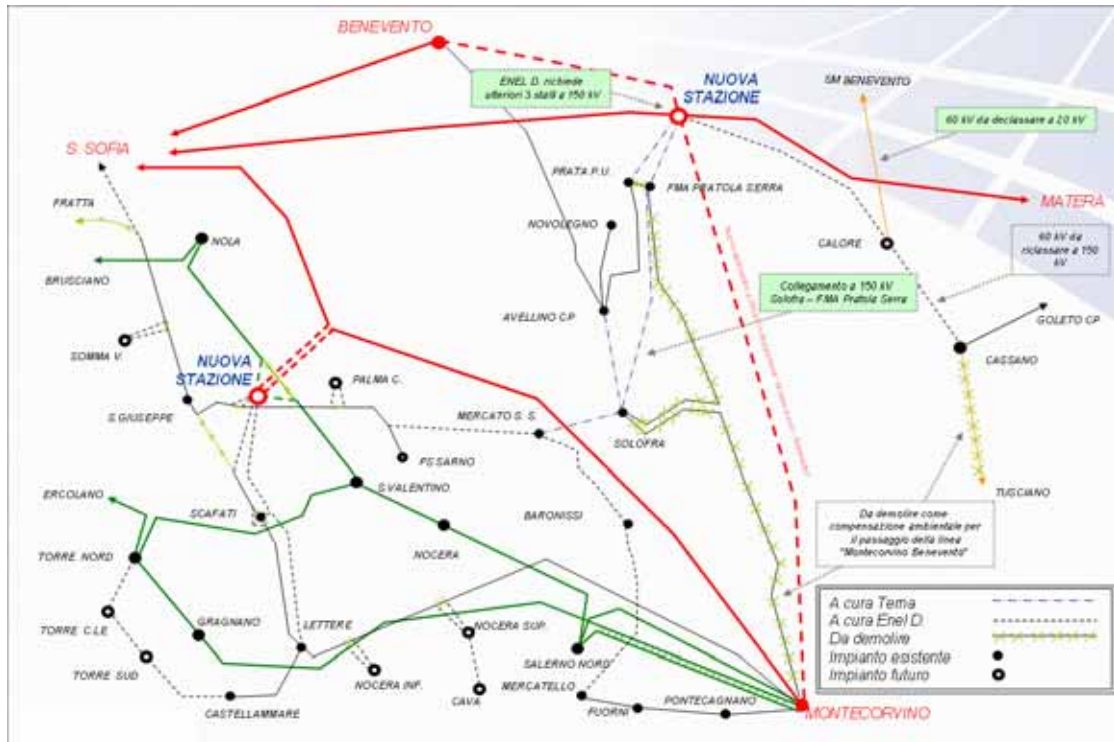 BENEVENTO
ENEL D. richiede
ulteriori 3 stalli a 150 kV
NUOVA
STAZIONE
SM BENEVENTO
60 kV da declassare a 20 kV
S. SOFIA
FRATTA
NOLA
BRUSCIANO
PRATA P.U.
FMA PRATOLA SERRA
NOVOLEGNO
MATERA
CALORE
60 kV da
riclassare a 150
kV
Collegamento a 150 kV
Solofra – FMA Pratola Serra
AVELLINO CP
GOLETO CP
CASSANO
SOMMA V.
NUOVA
STAZIONE
PALMA C.
S.GIUSEPPE
MERCATO S. S.
SOLOFRA
FS SARNO
TUSCIANO
ERCOLANO
S.VALENTINO
SCAFATI
BARONISSI
Da demolire come
compensazione ambientale per
il passaggio della linea
"Montecorvino Benevento"
TORRE NORD
NOCERA
TORRE C.LE
GRAGNANO
LETTERE
NOCERA SUP.
TORRE SUD
NOCERA INF.
CAVA
SALERNO NORD
MERCATELLO
CASTELLAMMARE
FUORNI
PONTECAGNANO
MONTECORVINO
A cura Terna
A cura Enel D.
Da demolire
Impianto esistente
Impianto futuro